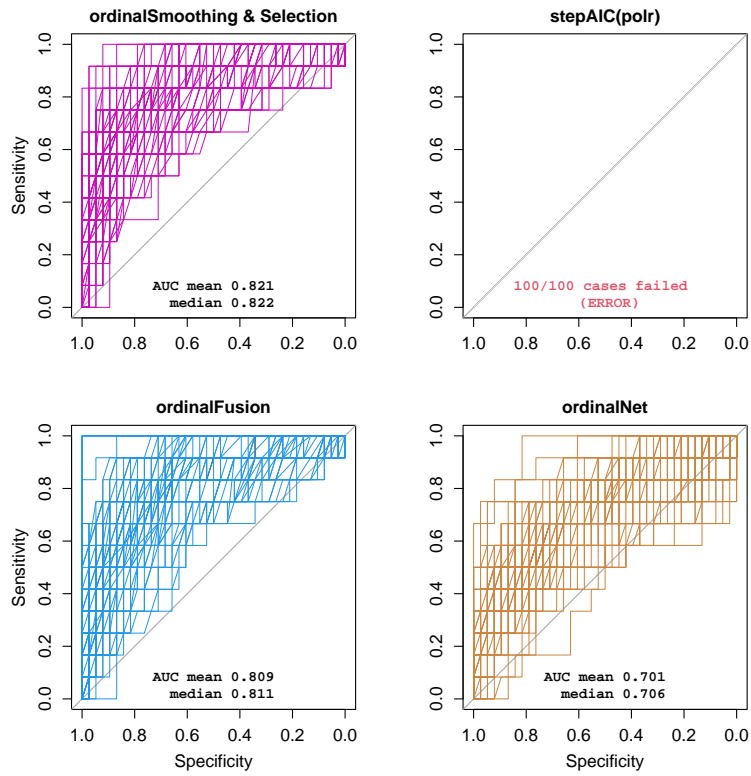 ordinalSmoothing & Selection
Sensitivity
1.0
0.8
0.6
0.4
0.2
0.0
AUC mean 0.821
median 0.822
1.0 0.8 0.6 0.4 0.2 0.0
stepAIC(polr)
1.0
0.8
0.6
0.4
0.2
0.0
100/100 cases failed
(ERROR)
1.0 0.8 0.6 0.4 0.2 0.0
ordinalFusion
Sensitivity
1.0
0.8
0.6
0.4
0.2
0.0
AUC mean 0.809
median 0.811
1.0 0.8 0.6 0.4 0.2 0.0
Specificity
ordinalNet
1.0
0.8
0.6
0.4
0.2
0.0
AUC mean 0.701
median 0.706
1.0 0.8 0.6 0.4 0.2 0.0
Specificity